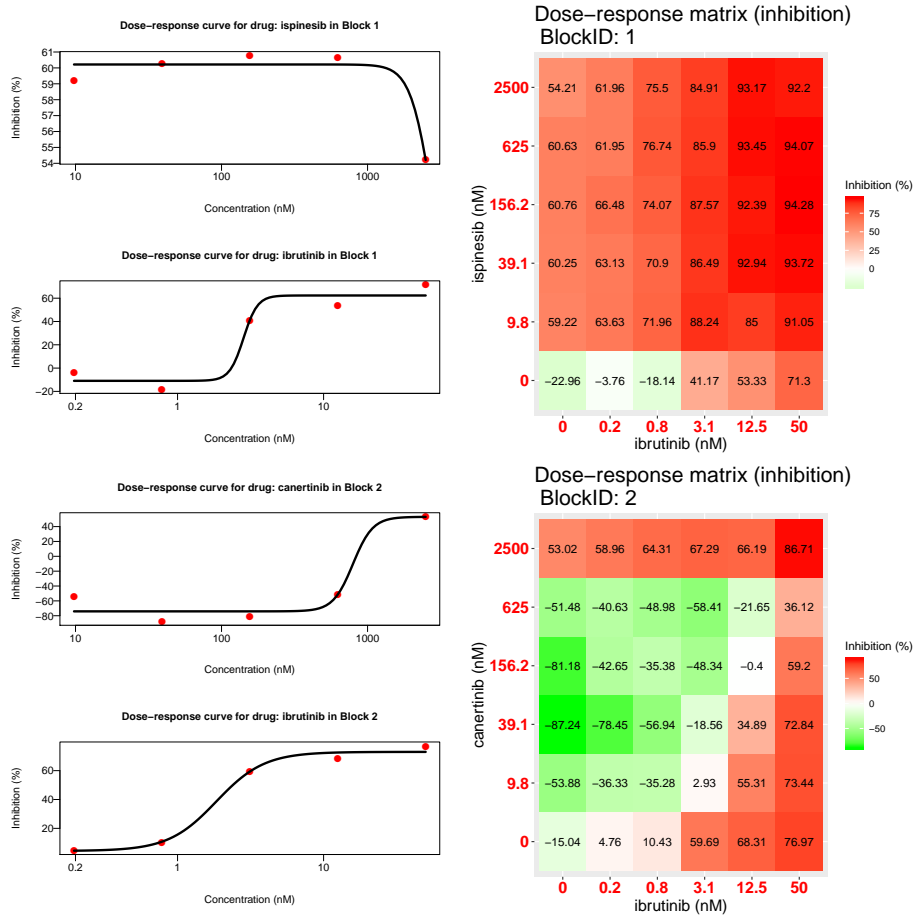 Dose−response curve for drug: ispinesib in Block 1
Inhibition (%)
61
60
59
58
57
56
55
54
10
100
1000
Concentration (nM)
Dose−response curve for drug: ibrutinib in Block 1
Inhibition (%)
60
40
20
0
−20
0.2
1
10
Concentration (nM)
Dose−response matrix (inhibition)
BlockID: 1
ispinesib (nM)
2500 54.21 61.96 75.5 84.91 93.17 92.2
625 60.63 61.95 76.74 85.9 93.45 94.07
156.2 60.76 66.48 74.07 87.57 92.39 94.28
39.1 60.25 63.13 70.9 86.49 92.94 93.72
9.8 59.22 63.63 71.96 88.24 85 91.05
0 −22.96 −3.76 −18.14 41.17 53.33 71.3
0 0.2 0.8 3.1 12.5 50
ibrutinib (nM)
Inhibition (%)
75
50
25
0
Dose−response curve for drug: canertinib in Block 2
Inhibition (%)
40
20
0
−20
−40
−60
−80
10
100
1000
Concentration (nM)
Dose−response curve for drug: ibrutinib in Block 2
Inhibition (%)
60
40
20
0.2
1
10
Concentration (nM)
Dose−response matrix (inhibition)
BlockID: 2
canertinib (nM)
2500 53.02 58.96 64.31 67.29 66.19 86.71
625 −51.48 −40.63 −48.98 −58.41 −21.65 36.12
156.2 −81.18 −42.65 −35.38 −48.34 −0.4 59.2
39.1 −87.24 −78.45 −56.94 −18.56 34.89 72.84
9.8 −53.88 −36.33 −35.28 2.93 55.31 73.44
0 −15.04 4.76 10.43 59.69 68.31 76.97
0 0.2 0.8 3.1 12.5 50
ibrutinib (nM)
Inhibition (%)
50
0
−50